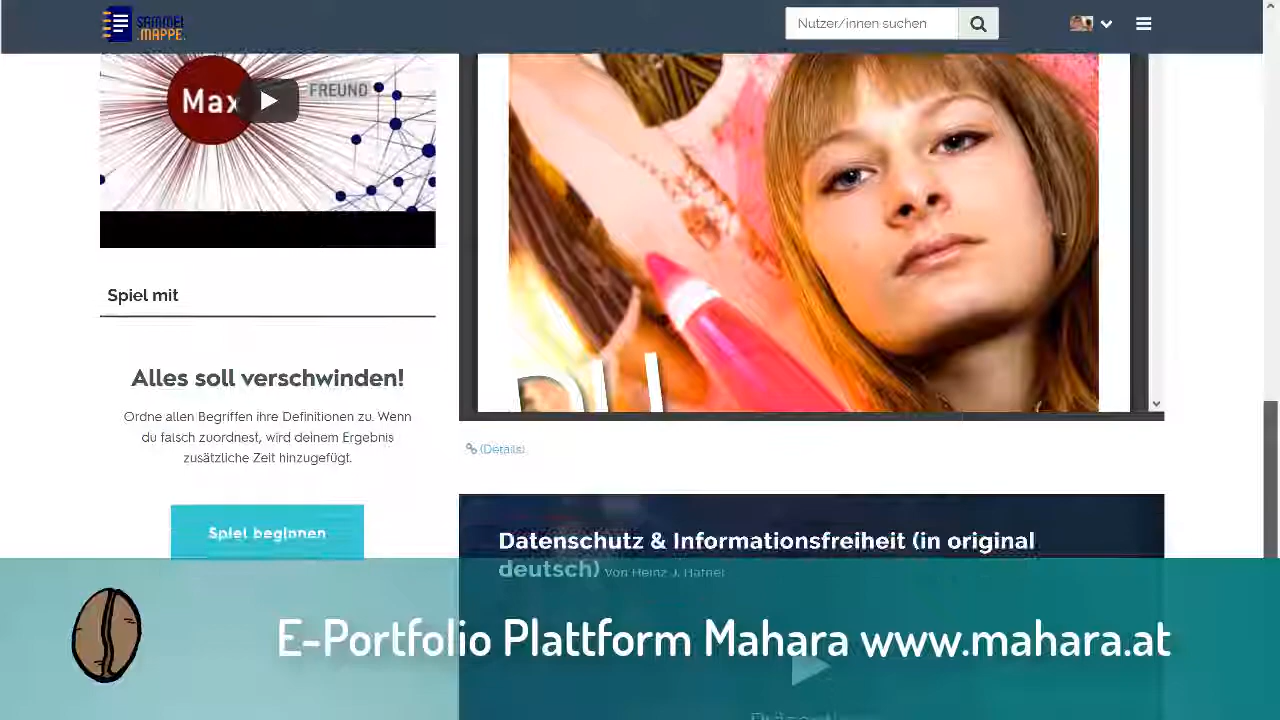 SAMMEL
.MAPPE.
Nutzer/innen suchen
Max
FREUND
Spiel mit
Alles soll verschwinden!
Ordne allen Begriffen ihre Definitionen zu. Wenn
du falsch zuordnest, wird deinem Ergebnis
zusätzliche Zeit hinzugefügt.
Spiel beginnen
(Details)
Datenschutz & Informationsfreiheit (in original
deutsch) Von Heinz J. Hafner
E-Portfolio Plattform Mahara www.mahara.at